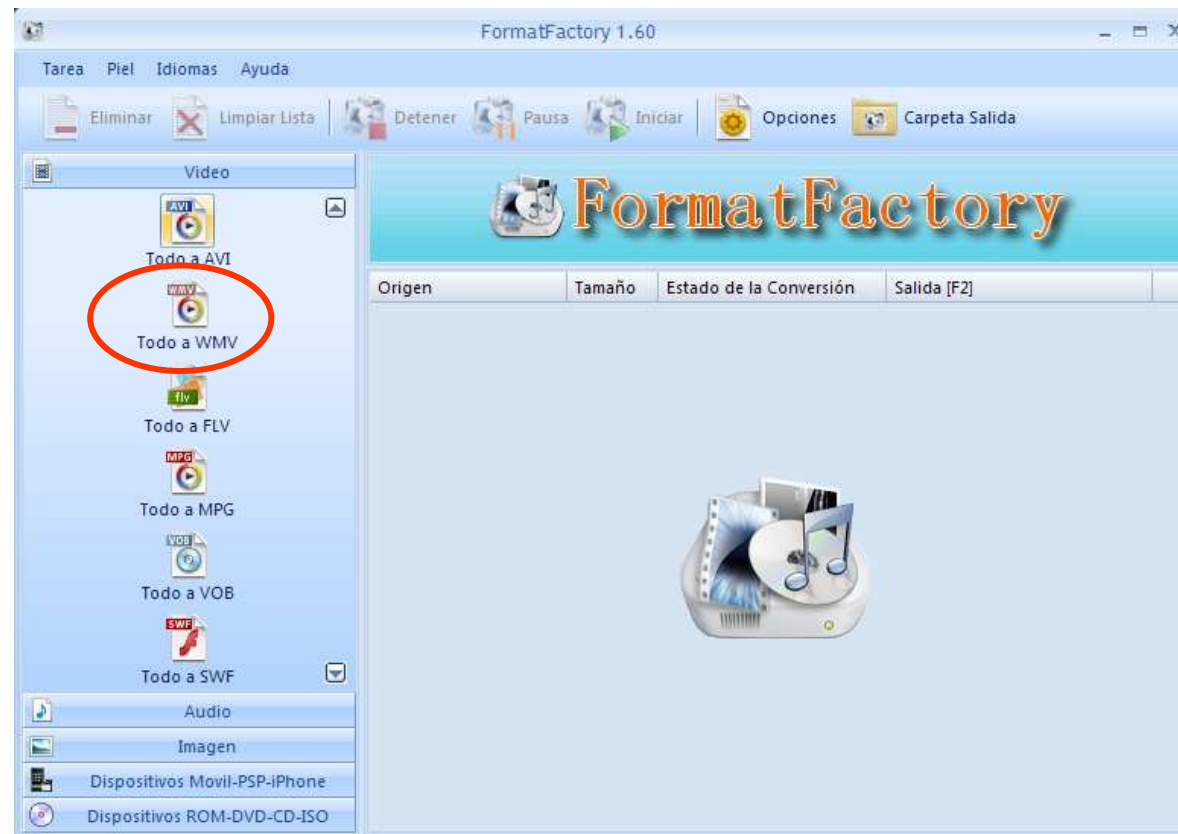 FormatFactory 1.60
Tarea Piel Idiomas Ayuda
Eliminar Limpiar Lista Detener Pausa Iniciar Opciones Carpeta Salida
Video
FormatFactory
AVI
Todo a AVI
Origen Tamaño Estado de la Conversión Salida [F2]
WMV
Todo a WMV
flv
Todo a FLV
MPG
Todo a MPG
VOB
Todo a VOB
SWF
Todo a SWF
Audio
Imagen
Dispositivos Movil-PSP-iPhone
Dispositivos ROM-DVD-CD-ISO